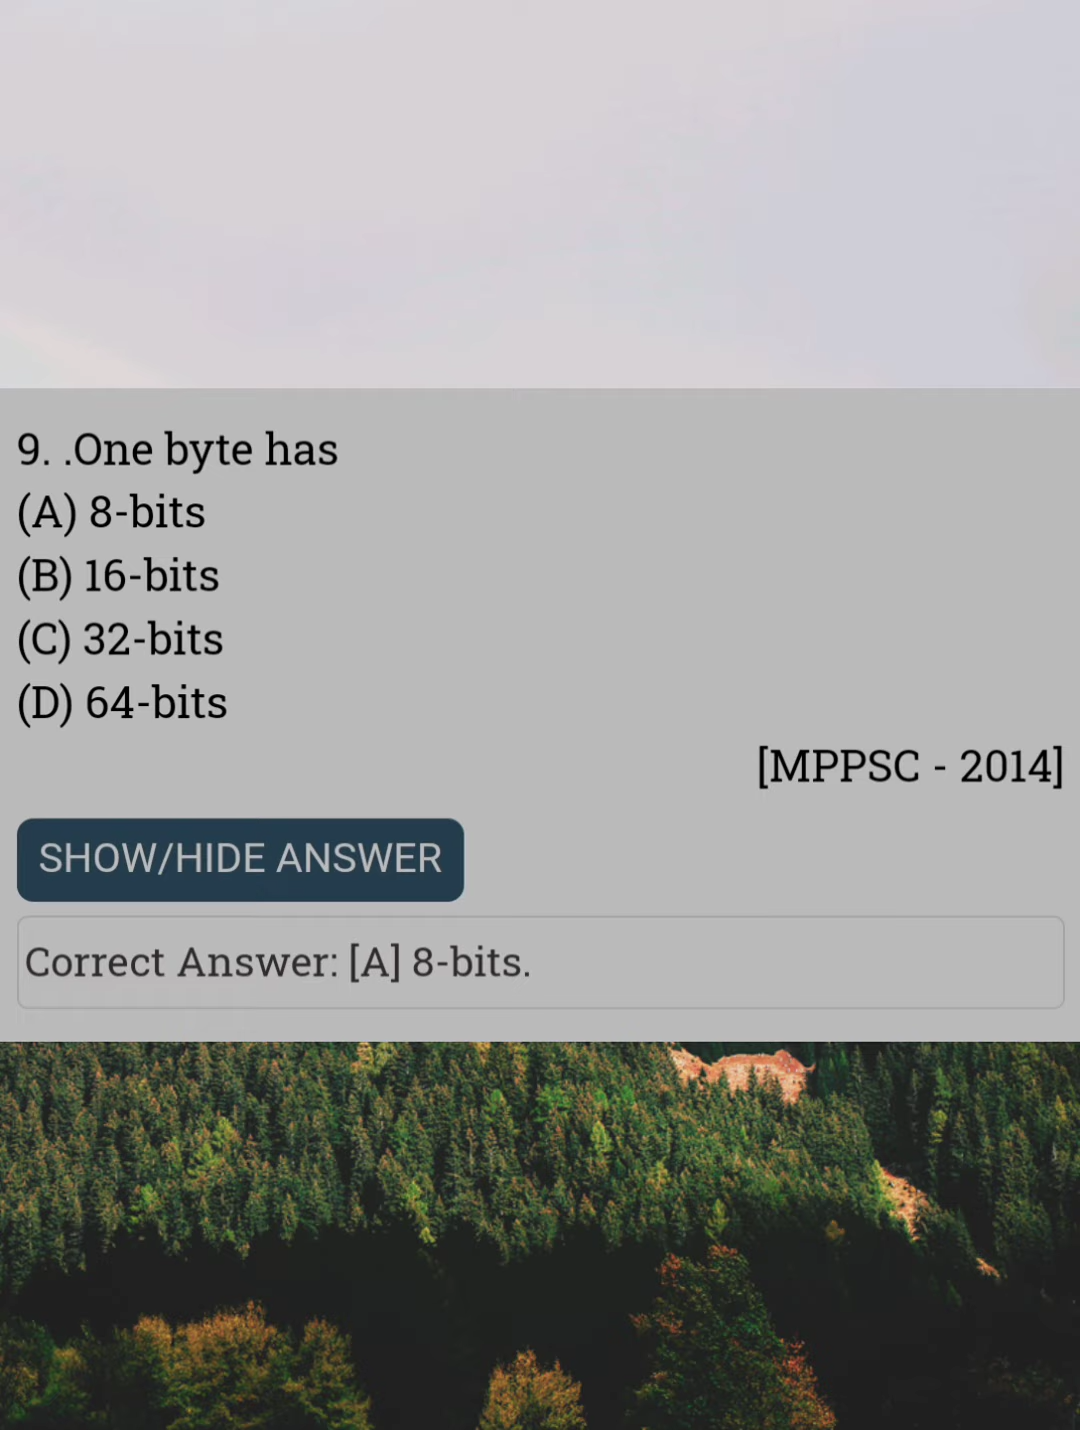 9. .One byte has
(A) 8-bits
(B) 16-bits
(C) 32-bits
(D) 64-bits
[MPPSC - 2014]
SHOW/HIDE ANSWER
Correct Answer: [A] 8-bits.